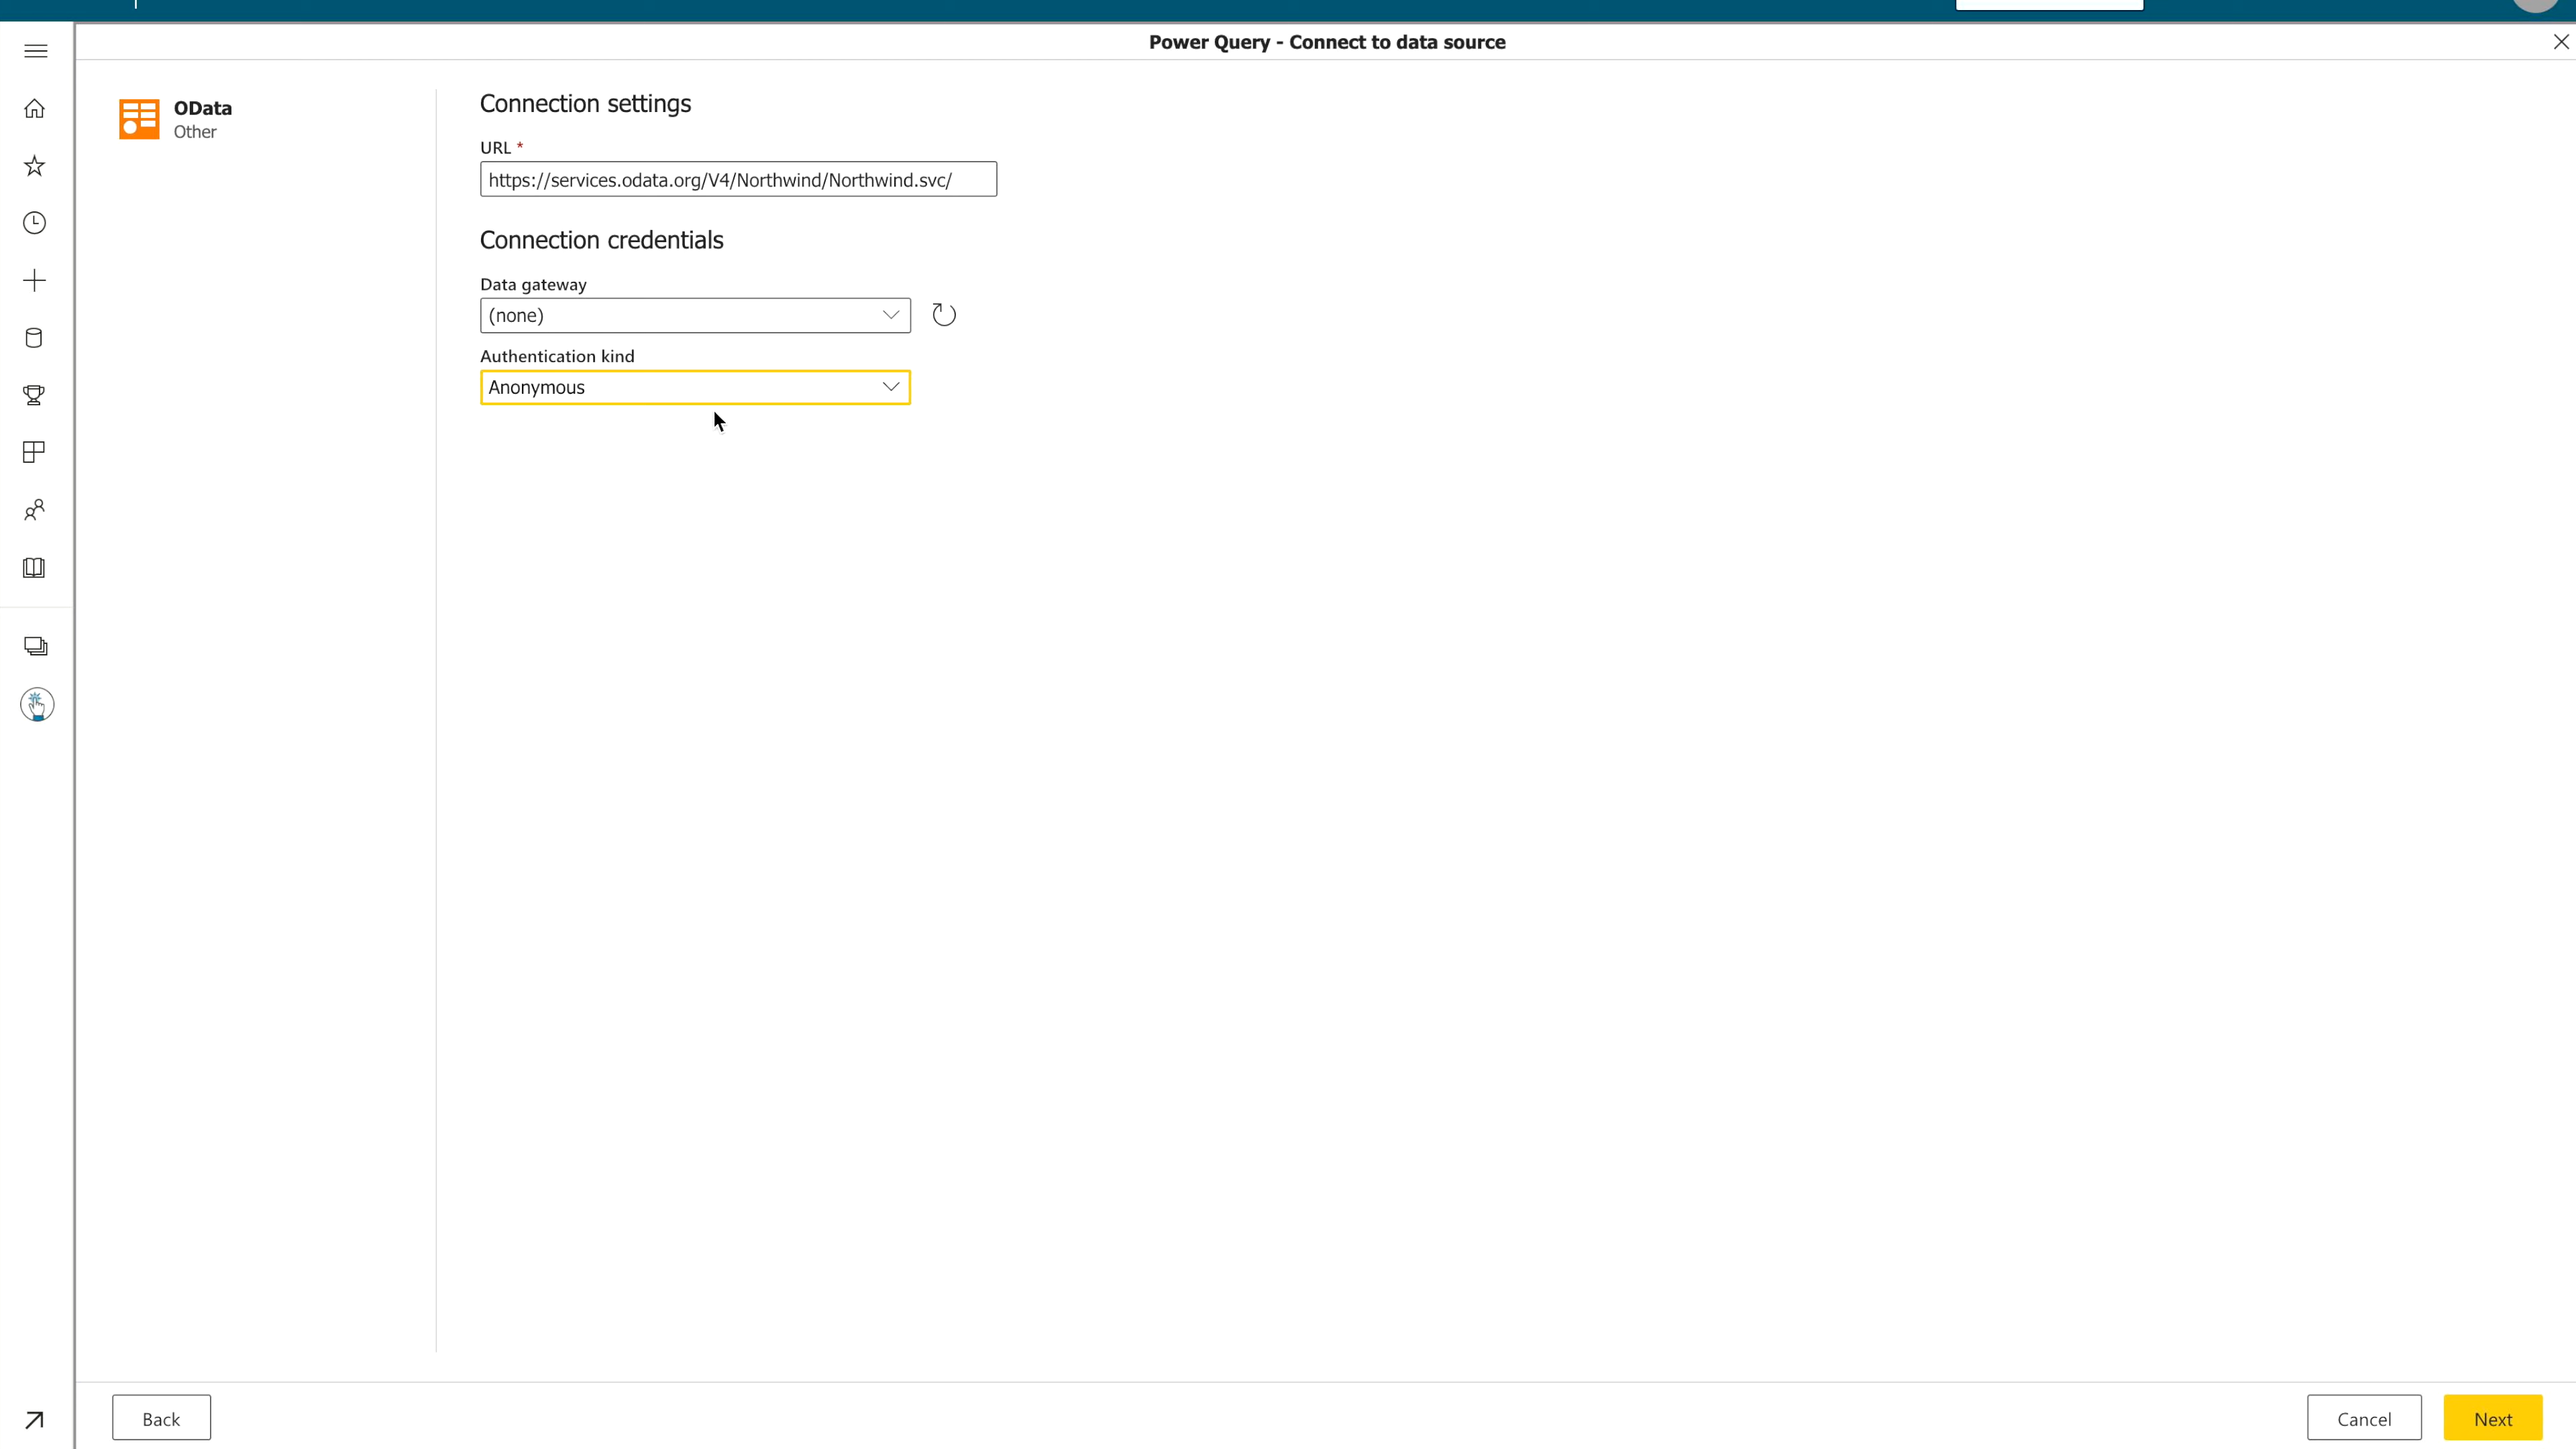 Power Query - Connect to data source
OData
Other
Connection settings
URL *
https://services.odata.org/V4/Northwind/Northwind.svc/
Connection credentials
Data gateway
(none)
Authentication kind
Anonymous
Back
Cancel
Next